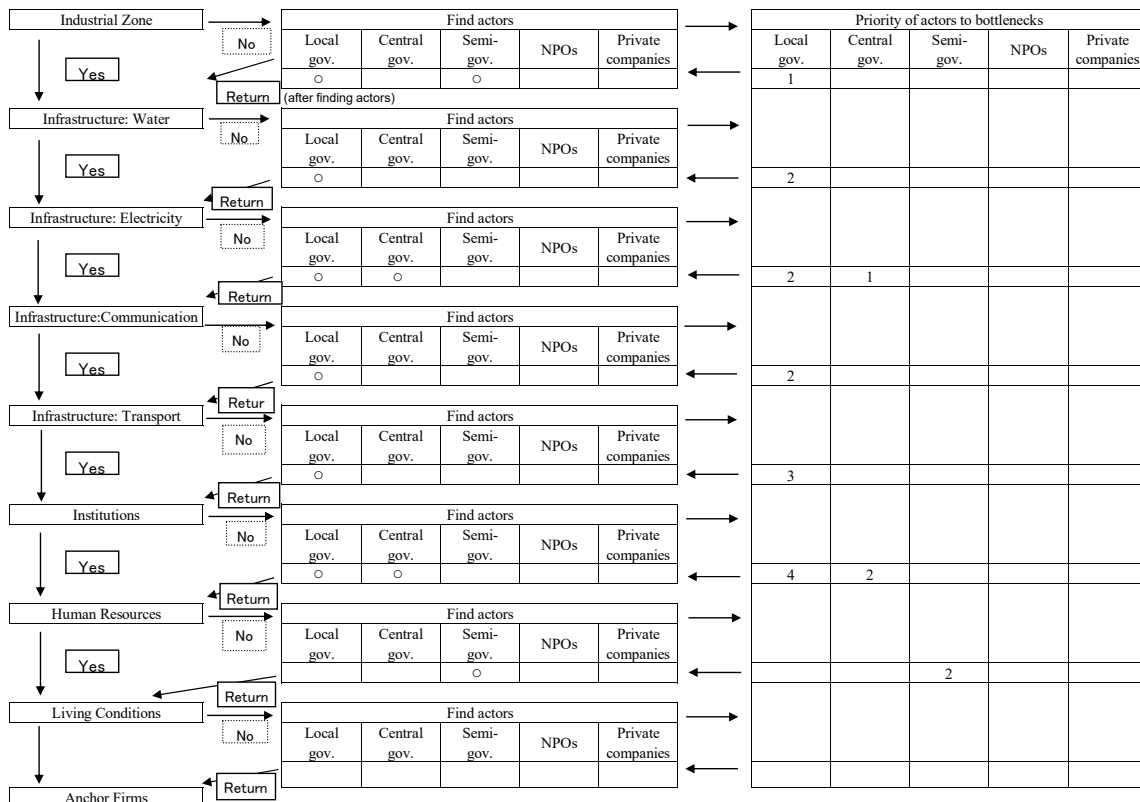 Industrial Zone
Find actors
Priority of actors to bottlenecks
No
Local gov.
Central gov.
Semi-gov.
NPOs
Private companies
Local gov.
Central gov.
Semi-gov.
NPOs
Private companies
Yes
○ ○
1
Return (after finding actors)
Infrastructure: Water
Find actors
No
Local gov.
Central gov.
Semi-gov.
NPOs
Private companies
Yes
○
2
Return
Infrastructure: Electricity
Find actors
No
Local gov.
Central gov.
Semi-gov.
NPOs
Private companies
Yes
○ ○
2 1
Return
Infrastructure:Communication
Find actors
No
Local gov.
Central gov.
Semi-gov.
NPOs
Private companies
Yes
○
2
Retur
Infrastructure: Transport
Find actors
No
Local gov.
Central gov.
Semi-gov.
NPOs
Private companies
Yes
○
3
Return
Institutions
Find actors
No
Local gov.
Central gov.
Semi-gov.
NPOs
Private companies
Yes
○ ○
4 2
Return
Human Resources
Find actors
No
Local gov.
Central gov.
Semi-gov.
NPOs
Private companies
Yes
○
2
Return
Living Conditions
Find actors
No
Local gov.
Central gov.
Semi-gov.
NPOs
Private companies
Return
Anchor Firms